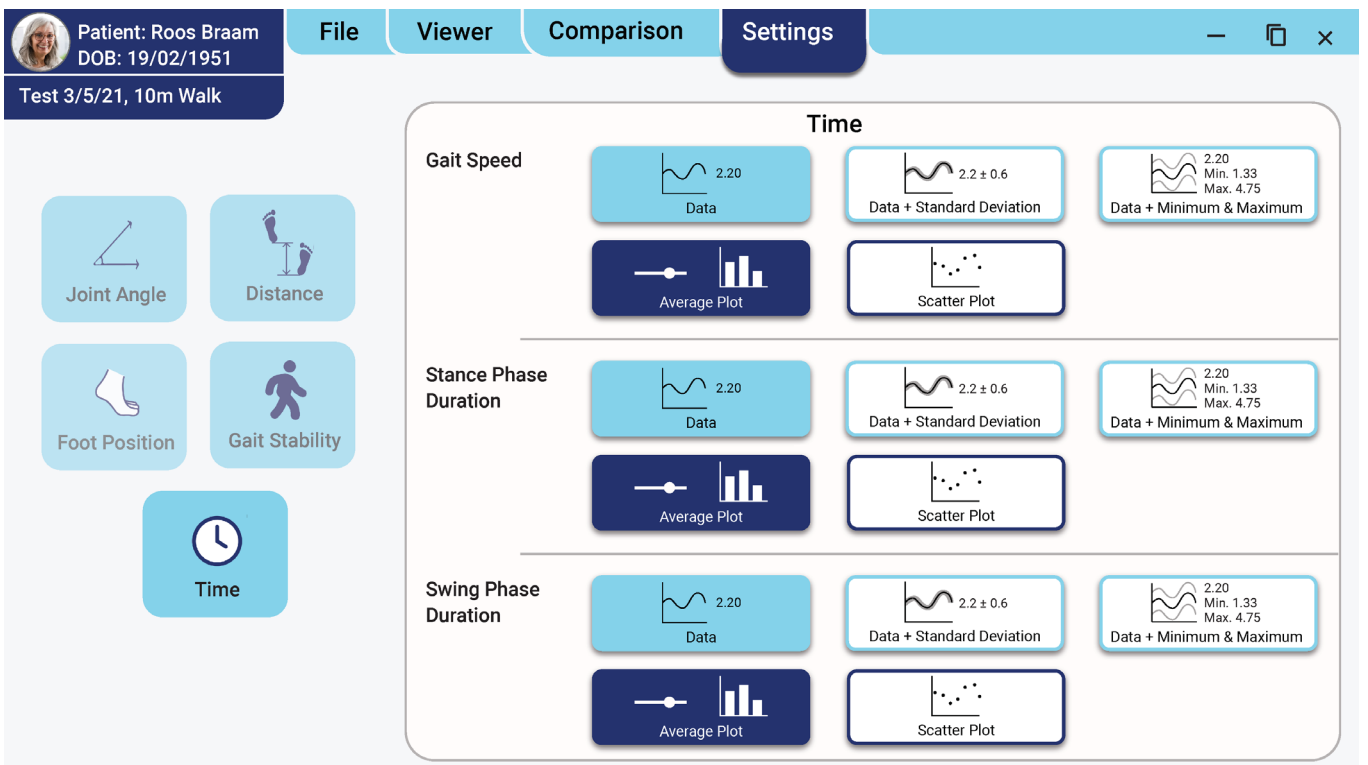 Patient: Roos Braam
DOB: 19/02/1951
Test 3/5/21, 10m Walk
File
Viewer
Comparison
Settings
Joint Angle
Distance
Foot Position
Gait Stability
Time
Time
Gait Speed
2.20
Data
2.2 ± 0.6
Data + Standard Deviation
2.20
Min. 1.33
Max. 4.75
Data + Minimum & Maximum
Average Plot
Scatter Plot
Stance Phase
Duration
2.20
Data
2.2 ± 0.6
Data + Standard Deviation
2.20
Min. 1.33
Max. 4.75
Data + Minimum & Maximum
Average Plot
Scatter Plot
Swing Phase
Duration
2.20
Data
2.2 ± 0.6
Data + Standard Deviation
2.20
Min. 1.33
Max. 4.75
Data + Minimum & Maximum
Average Plot
Scatter Plot